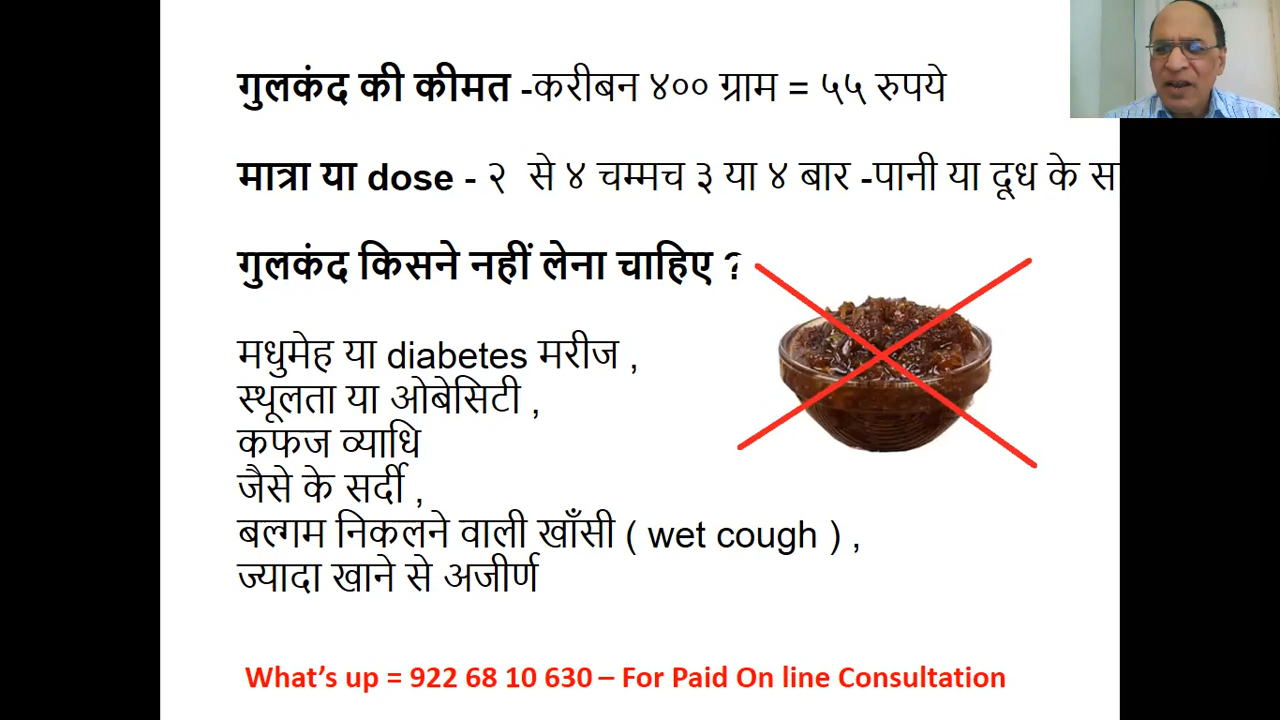 गुलकंद की कीमत -करीबन ४०० ग्राम = ५५ रुपये
मात्रा या dose - २ से ४ चम्मच ३ या ४ बार -पानी या दूध के
गुलकंद किसने नहीं लेना चाहिए ?
मधुमेह या diabetes मरीज ,
स्थूलता या ओबेसिटी ,
कफज व्याधि
जैसे के सर्दी ,
बल्गम निकलने वाली खाँसी ( wet cough ) ,
ज्यादा खाने से अजीर्ण
What’s up = 922 68 10 630 – For Paid On line Consultation